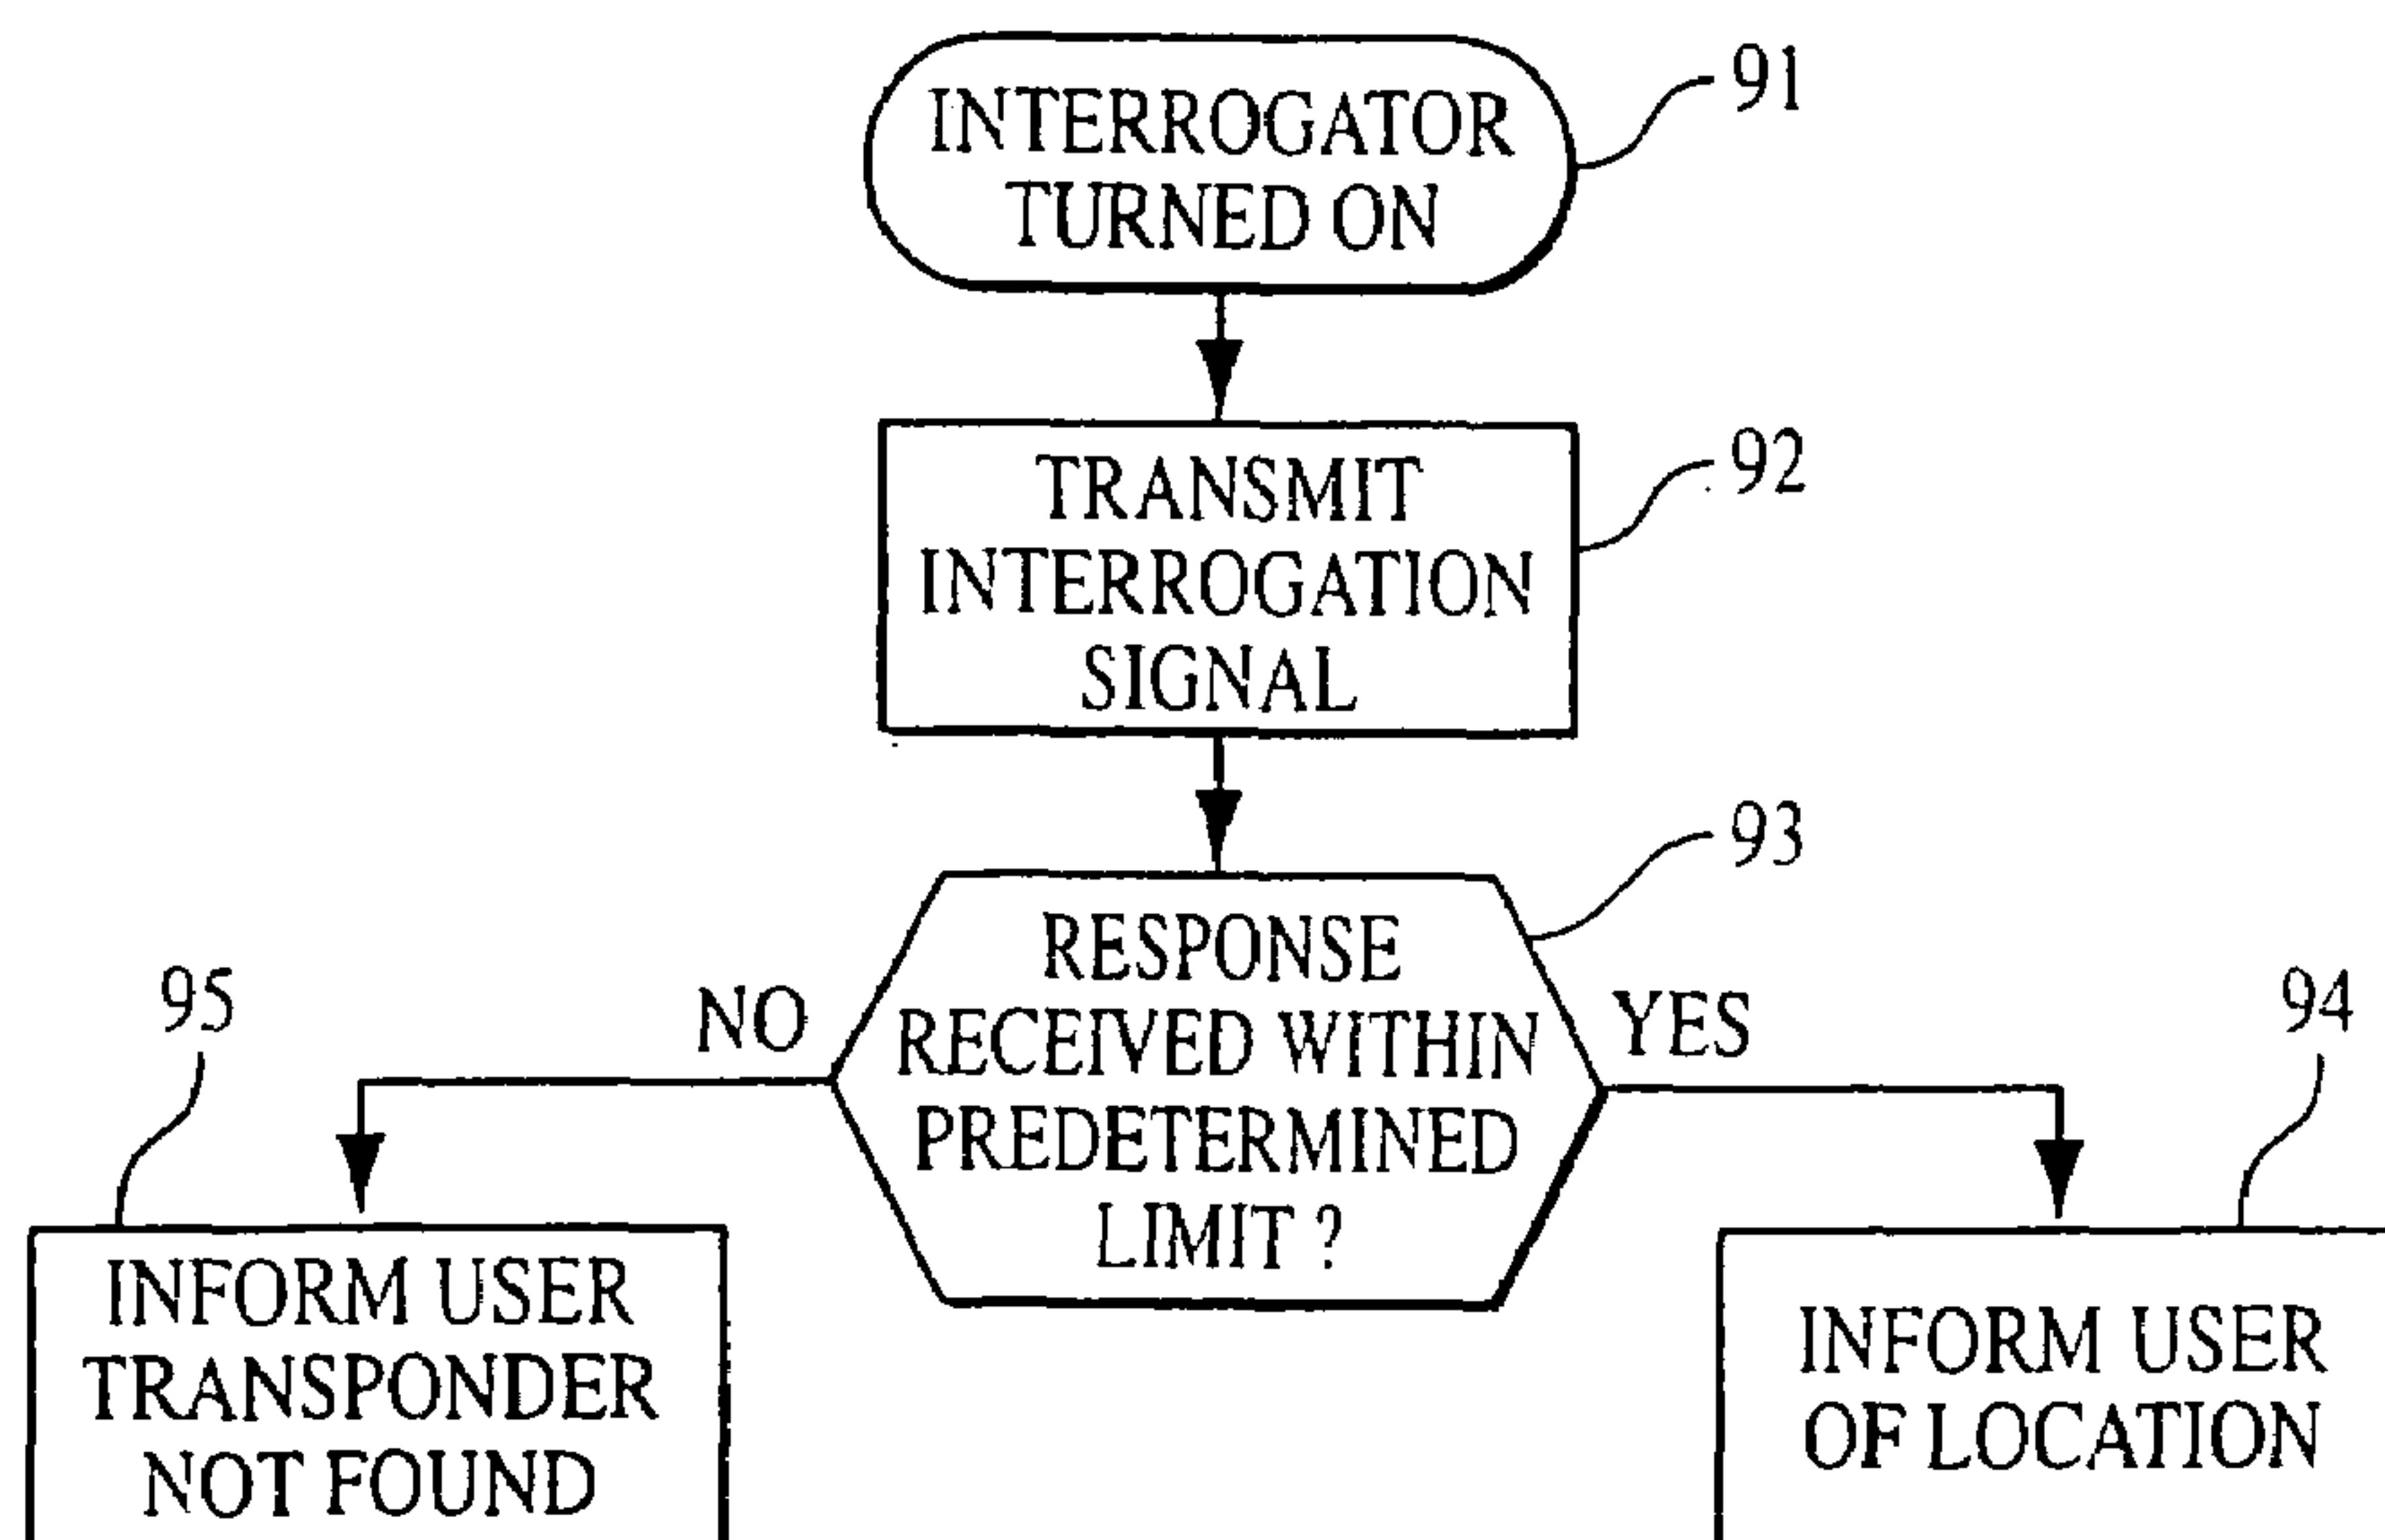 INTERROGATOR
TURNED ON
91
TRANSMIT
INTERROGATION
SIGNAL
92
RESPONSE
RECEIVED WITHIN
PREDETERMINED
LIMIT ?
93
NO
YES
95
94
INFORM USER
TRANSPONDER
NOT FOUND
INFORM USER
OF LOCATION